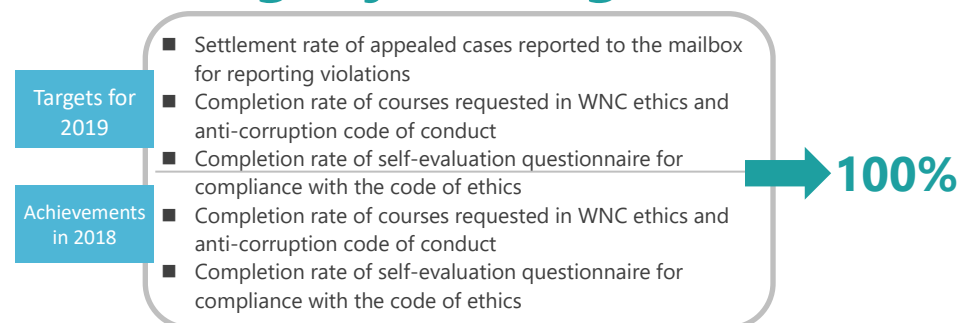 ■ Settlement rate of appealed cases reported to the mailbox
for reporting violations
Targets for
2019
■ Completion rate of courses requested in WNC ethics and
anti-corruption code of conduct
■ Completion rate of self-evaluation questionnaire for
compliance with the code of ethics
100%
Achievements
in 2018
■ Completion rate of courses requested in WNC ethics and
anti-corruption code of conduct
■ Completion rate of self-evaluation questionnaire for
compliance with the code of ethics